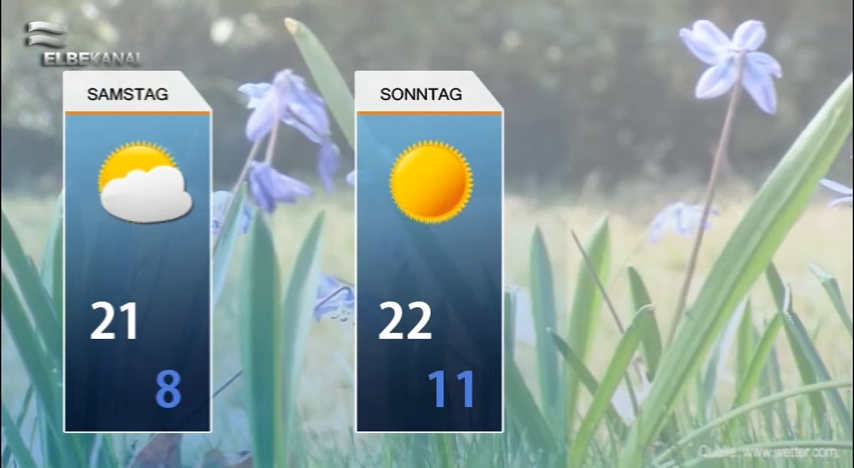 ELBEKANAL
SAMSTAG
SONNTAG
21
22
8
11
Quelle: www.wetter.com